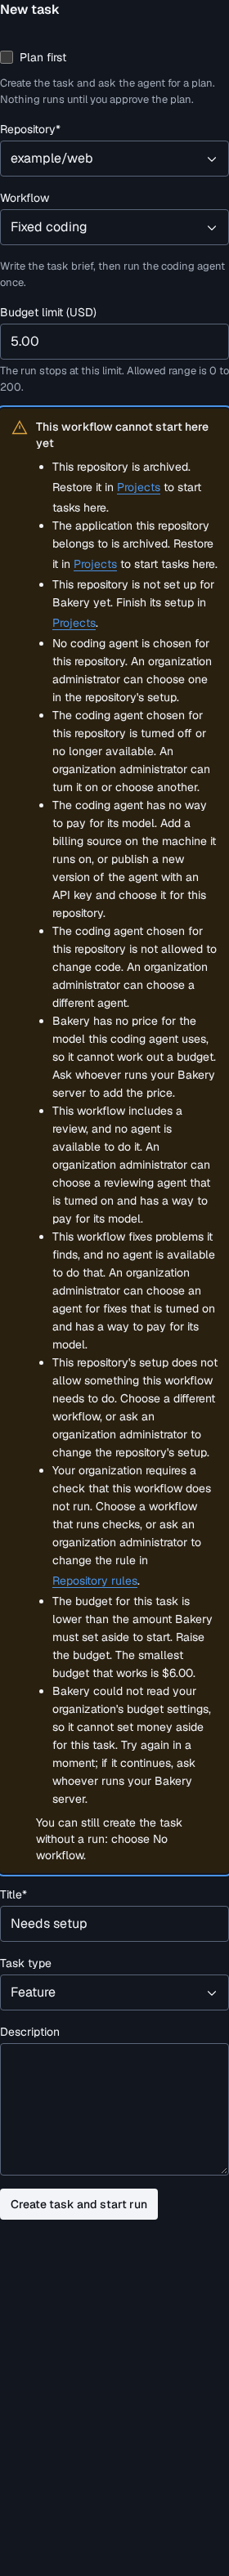 New task
Plan first
Create the task and ask the agent for a plan.
Nothing runs until you approve the plan.
Repository*
example/web
Workflow
Fixed coding
Write the task brief, then run the coding agent
once.
Budget limit (USD)
5.00
The run stops at this limit. Allowed range is 0 to
200.
This workflow cannot start here
yet
This repository is archived.
Restore it in Projects to start
tasks here.
The application this repository
belongs to is archived. Restore
it in Projects to start tasks here.
This repository is not set up for
Bakery yet. Finish its setup in
Projects.
No coding agent is chosen for
this repository. An organization
administrator can choose one
in the repository's setup.
The coding agent chosen for
this repository is turned off or
no longer available. An
organization administrator can
turn it on or choose another.
The coding agent has no way
to pay for its model. Add a
billing source on the machine it
runs on, or publish a new
version of the agent with an
API key and choose it for this
repository.
The coding agent chosen for
this repository is not allowed to
change code. An organization
administrator can choose a
different agent.
Bakery has no price for the
model this coding agent uses,
so it cannot work out a budget.
Ask whoever runs your Bakery
server to add the price.
This workflow includes a
review, and no agent is
available to do it. An
organization administrator can
choose a reviewing agent that
is turned on and has a way to
pay for its model.
This workflow fixes problems it
finds, and no agent is available
to do that. An organization
administrator can choose an
agent for fixes that is turned on
and has a way to pay for its
model.
This repository's setup does not
allow something this workflow
needs to do. Choose a different
workflow, or ask an
organization administrator to
change the repository's setup.
Your organization requires a
check that this workflow does
not run. Choose a workflow
that runs checks, or ask an
organization administrator to
change the rule in
Repository rules.
The budget for this task is
lower than the amount Bakery
must set aside to start. Raise
the budget. The smallest
budget that works is $6.00.
Bakery could not read your
organization's budget settings,
so it cannot set money aside
for this task. Try again in a
moment; if it continues, ask
whoever runs your Bakery
server.
You can still create the task
without a run: choose No
workflow.
Title*
Needs setup
Task type
Feature
Description
Create task and start run